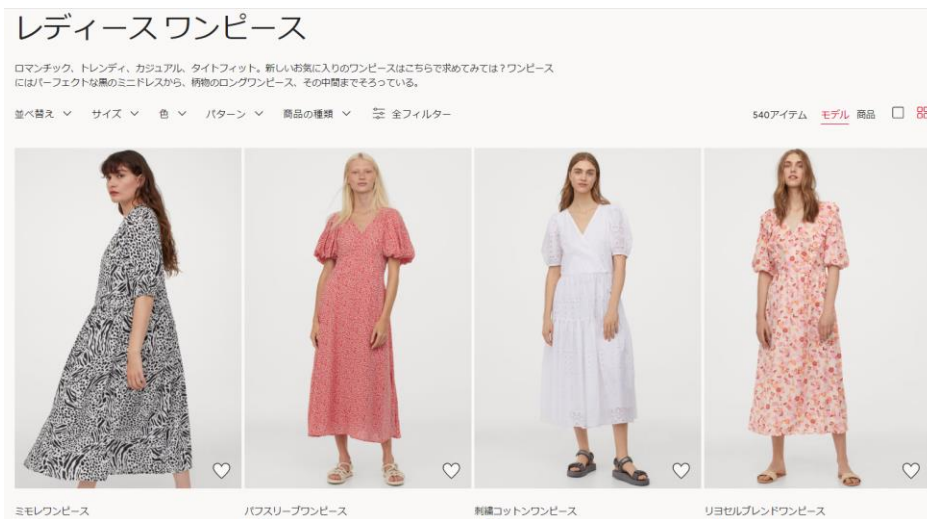 レディース ワンピース
ロマンチック、トレンディ、カジュアル、タイトフィット。新しいお気に入りのワンピースはこちらで求めてみては？ワンピース
にはパーフェクトな黒のミニドレスから、柄物のロングワンピース、その中間までそろっている。
並べ替え サイズ 色 パターン 商品の種類 全フィルター 540アイテム モデル 商品
ミモレワンピース パフスリーブワンピース 刺繍コットンワンピース リヨセルブレンドワンピース